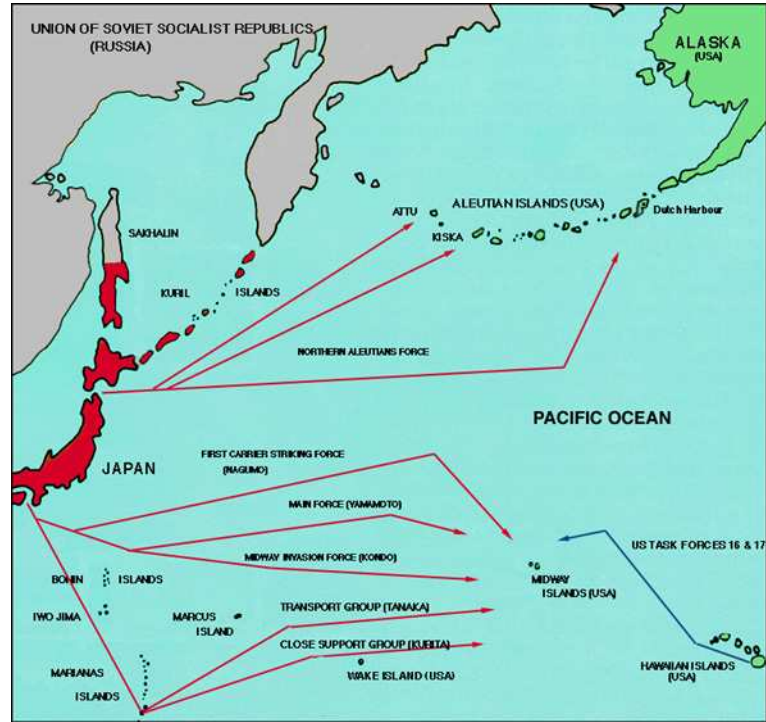 UNION OF SOVIET SOCIALIST REPUBLICS
(RUSSIA)
ALASKA
(USA)
ATTU
ALEUTIAN ISLANDS (USA)
Dutch Harbour
KISKA
SAKHALIN
KURIL
ISLANDS
NORTHERN ALEUTIANS FORCE
PACIFIC OCEAN
JAPAN
FIRST CARRIER STRIKING FORCE
(NAGUMO)
MAIN FORCE (YAMAMOTO)
US TASK FORCES 16 & 17
MIDWAY INVASION FORCE (KONDO)
BONIN
ISLANDS
MIDWAY
ISLANDS (USA)
IWO JIMA
MARCUS
ISLAND
TRANSPORT GROUP (TANAKA)
CLOSE SUPPORT GROUP (KURITA)
MARIANAS
ISLANDS
WAKE ISLAND (USA)
HAWAIIAN ISLANDS
(USA)